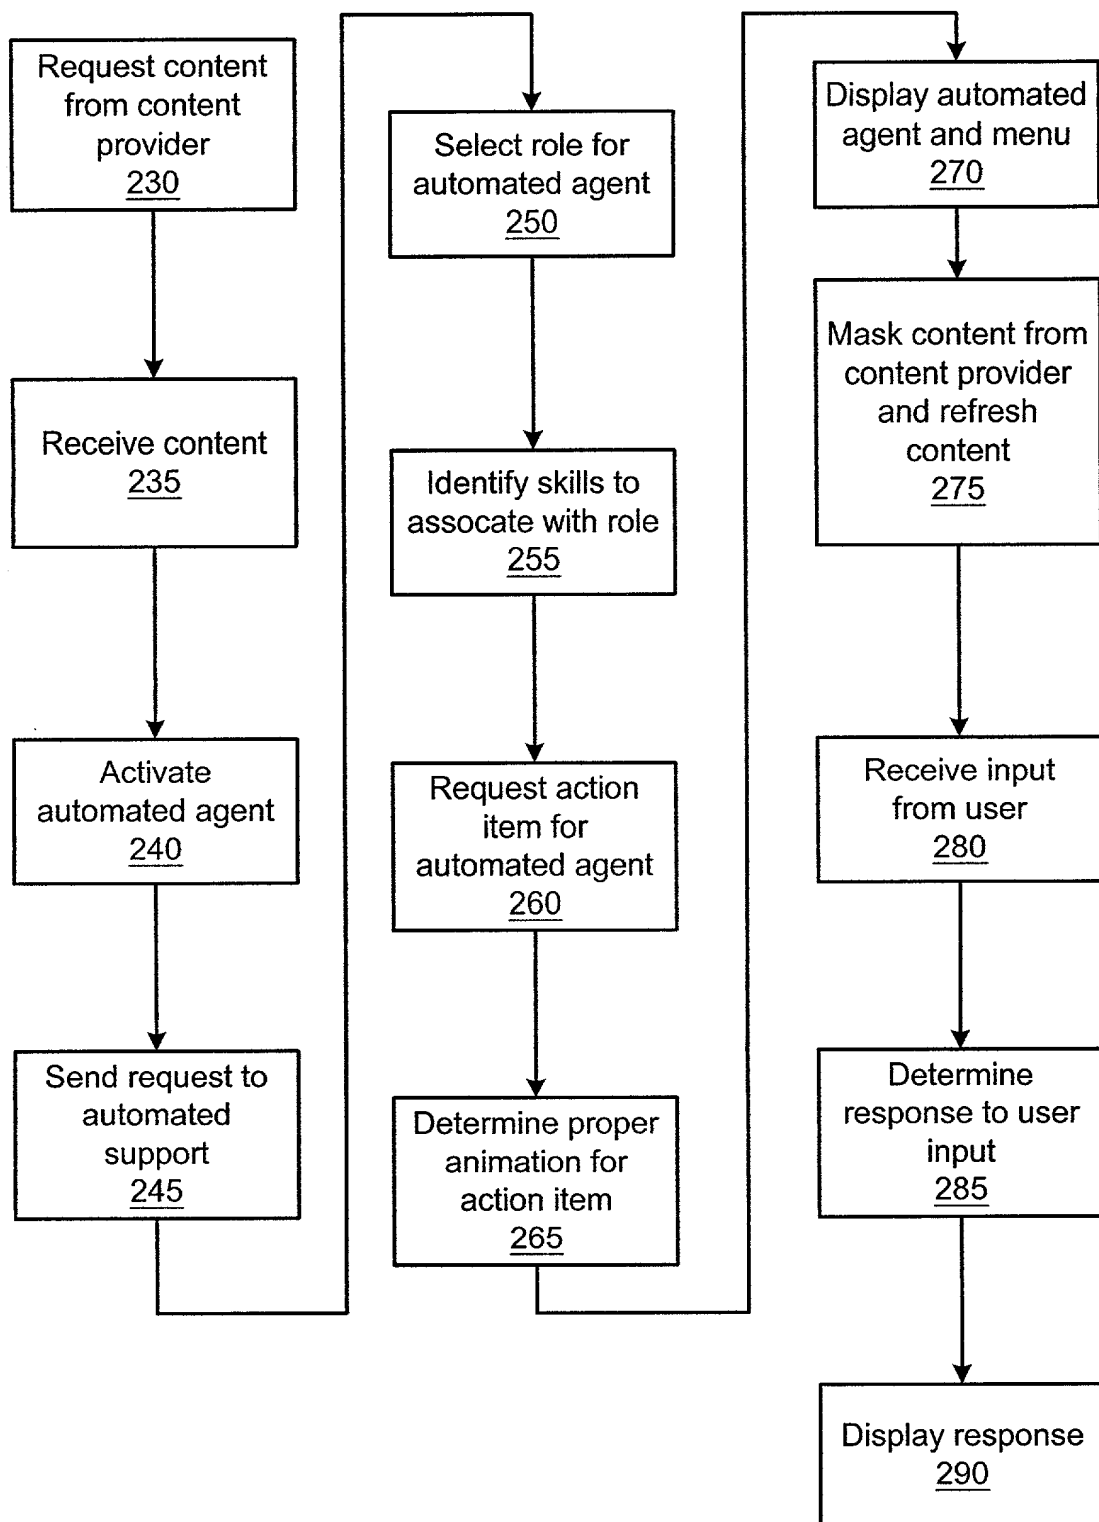 Request content
from content
provider
230
Receive content
235
Activate
automated agent
240
Send request to
automated
support
245
Select role for
automated agent
250
Identify skills to
assocate with role
255
Request action
item for
automated agent
260
Determine proper
animation for
action item
265
Display automated
agent and menu
270
Mask content from
content provider
and refresh
content
275
Receive input
from user
280
Determine
response to user
input
285
Display response
290